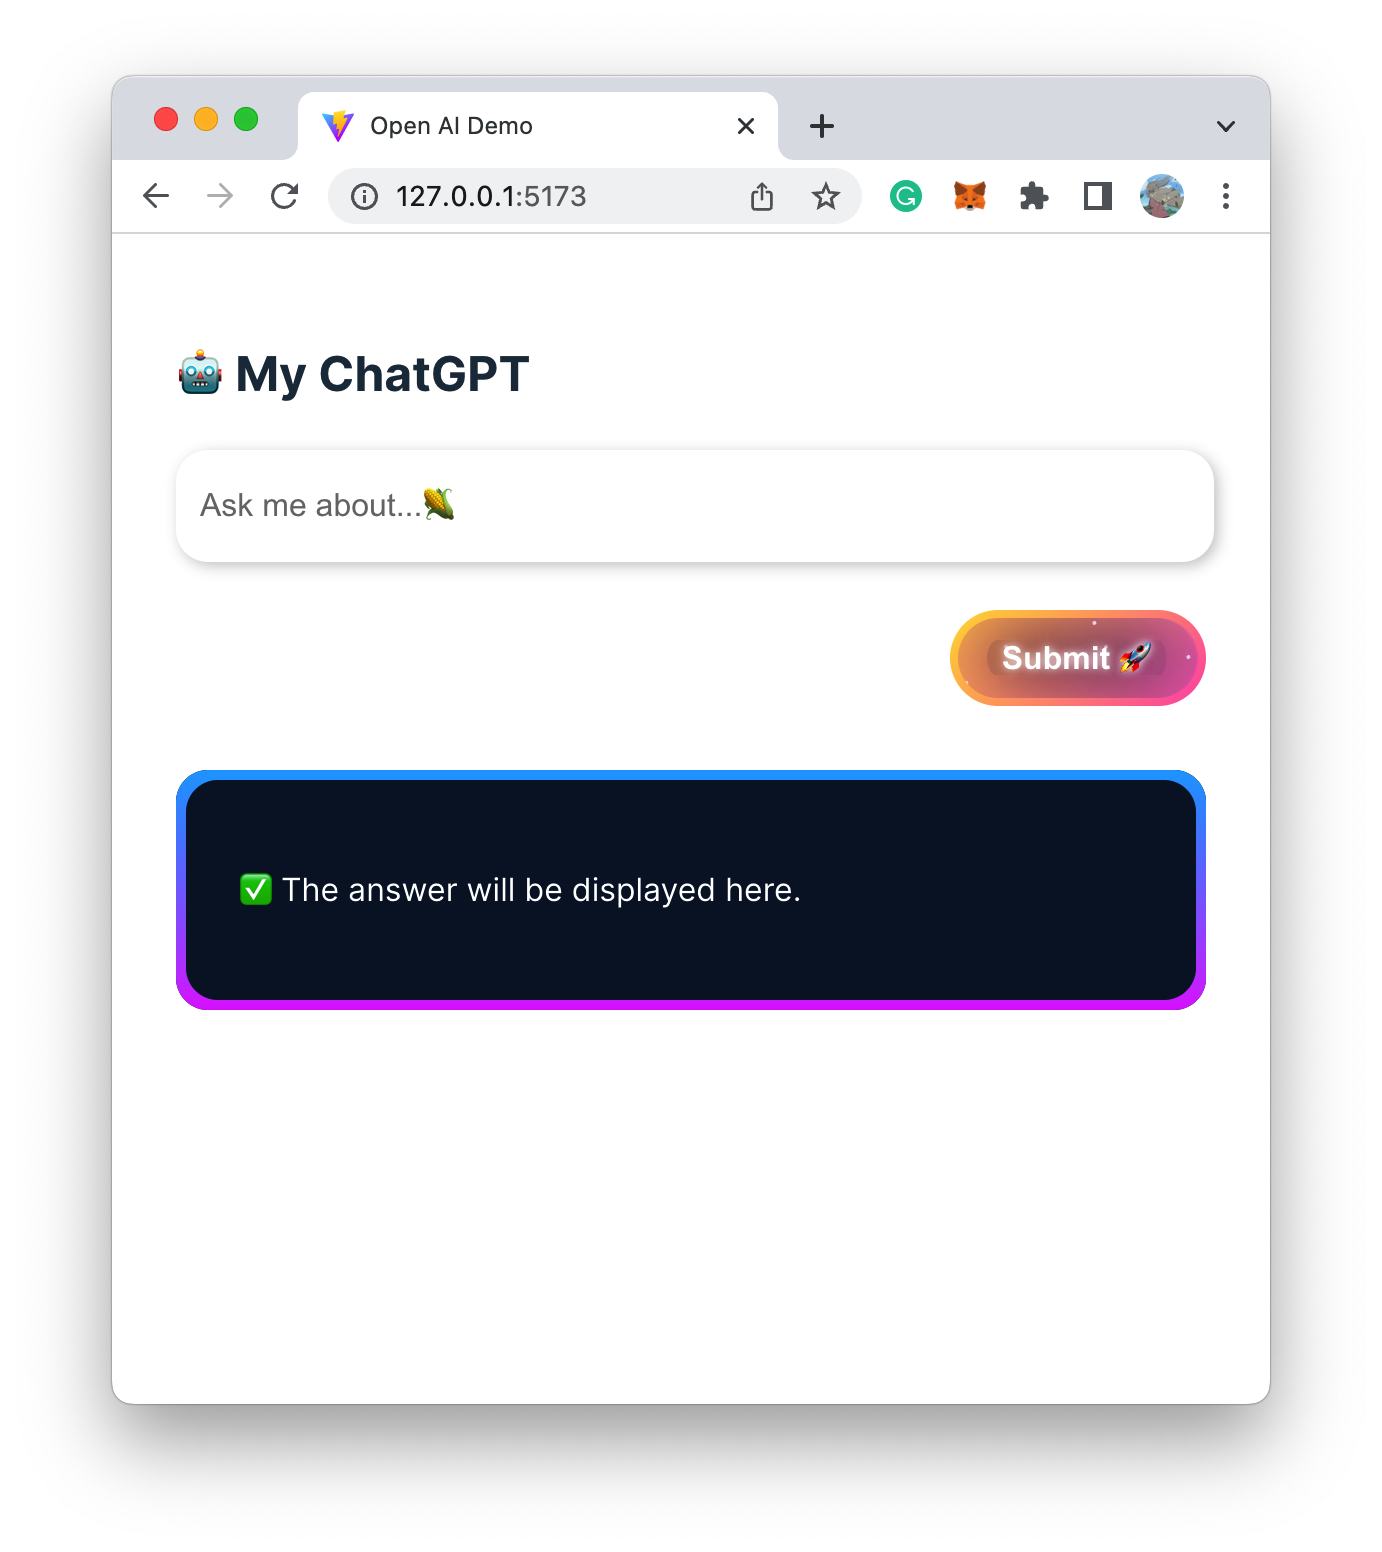 Open AI Demo
127.0.0.1:5173
🤖 My ChatGPT
Ask me about...🌽
Submit 🚀
✅ The answer will be displayed here.